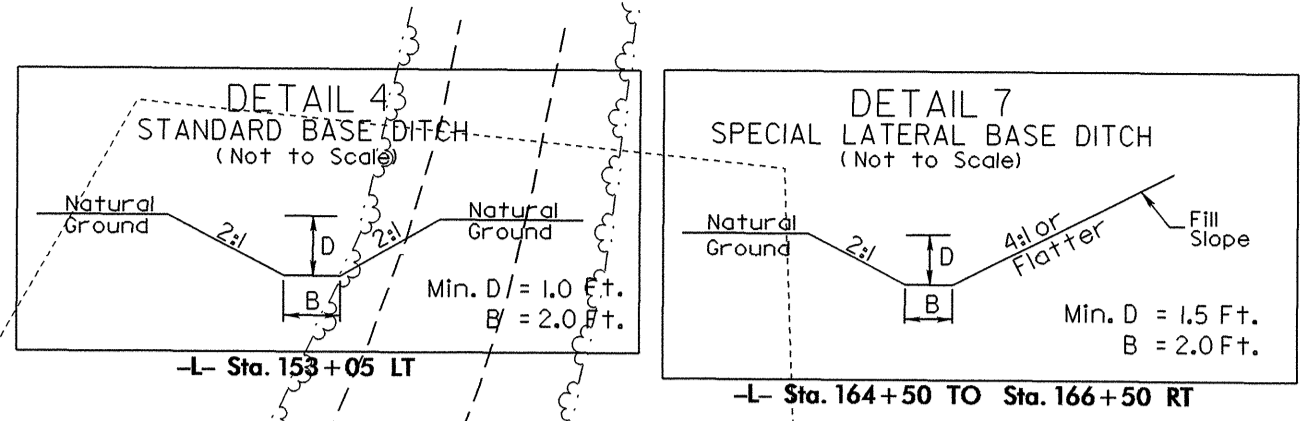 DETAIL 4
STANDARD BASE DITCH
(Not to Scale)
Natural
Ground
2:1
D
2:1
Natural
Ground
B
Min. D = 1.0 Ft.
B = 2.0 Ft.
-L- Sta. 153+05 LT
DETAIL 7
SPECIAL LATERAL BASE DITCH
(Not to Scale)
Natural
Ground
2:1
D
4:1 or
Flatter
Fill
Slope
B
Min. D = 1.5 Ft.
B = 2.0 Ft.
-L- Sta. 164+50 TO Sta. 166+50 RT